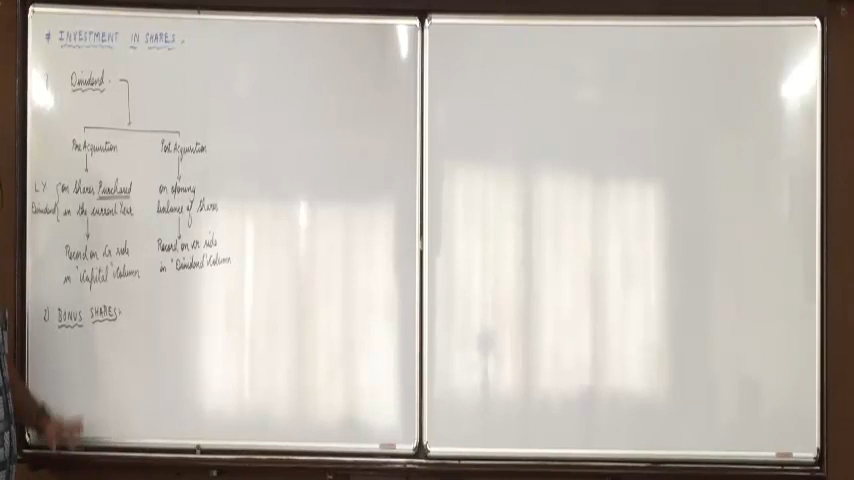 # INVESTMENT IN SHARES.
Dividend.
Pre Acquisition
Post Acquisition
LY Dividend
on shares Purchased
in the current Year
on opening
balance of shares
Record on Cr side
in "Capital" Column
Record on Cr side
in "Dividend" Column
2) BONUS SHARES.